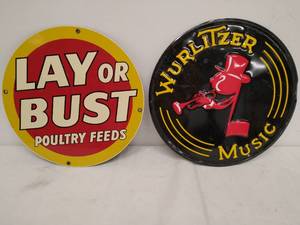 LAY OR
BUST
POULTRY FEEDS
WURLITZER
MUSIC